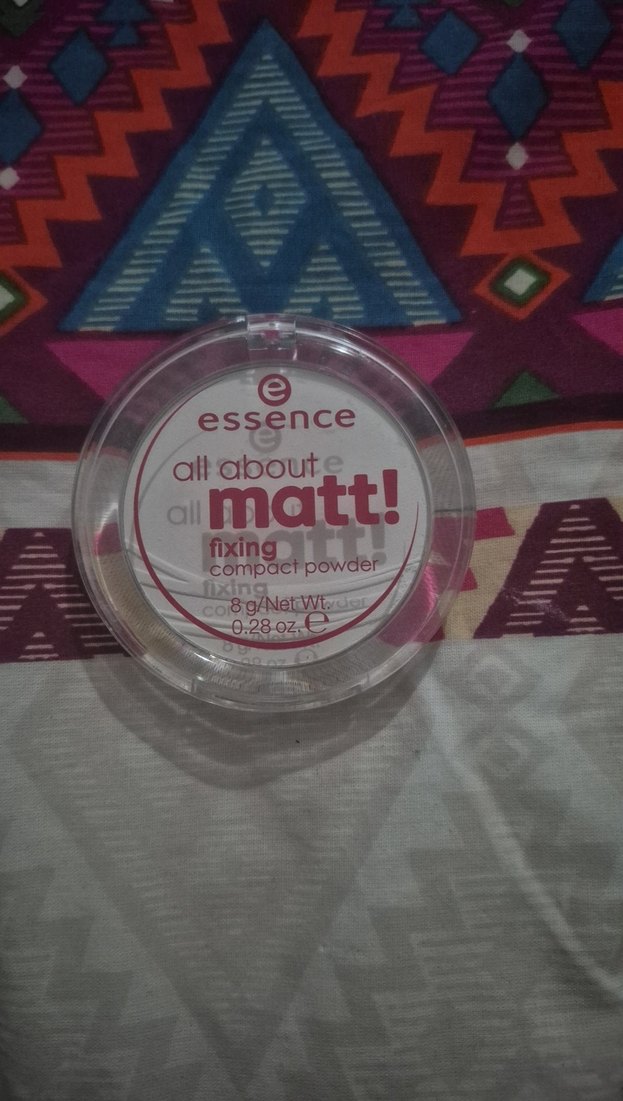 e
essence
all about
matt!
fixing
compact powder
8 g/Net Wt.
0.28 oz. ℮